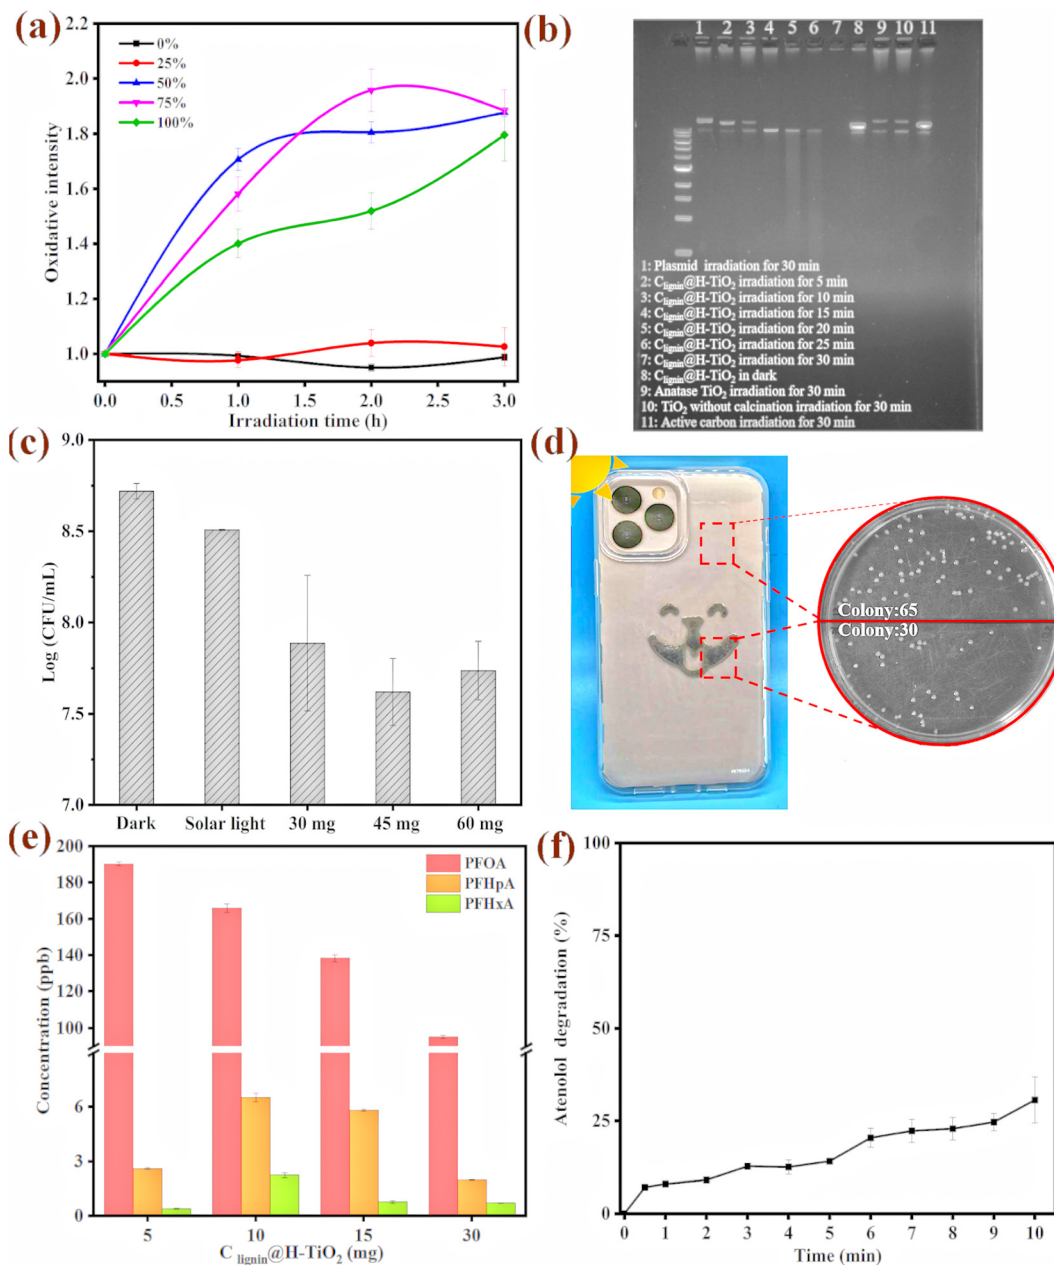 (a)
2.2
2.0
1.8
1.6
1.4
1.2
1.0
Oxidative intensity
0%
25%
50%
75%
100%
0.0 0.5 1.0 1.5 2.0 2.5 3.0
Irradiation time (h)
(b)
1 2 3 4 5 6 7 8 9 10 11
1: Plasmid irradiation for 30 min
2: C lignin@H-TiO2 irradiation for 5 min
3: C lignin@H-TiO2 irradiation for 10 min
4: C lignin@H-TiO2 irradiation for 15 min
5: C lignin@H-TiO2 irradiation for 20 min
6: C lignin@H-TiO2 irradiation for 25 min
7: C lignin@H-TiO2 irradiation for 30 min
8: C lignin@H-TiO2 in dark
9: Anatase TiO2 irradiation for 30 min
10: TiO2 without calcination irradiation for 30 min
11: Active carbon irradiation for 30 min
(c)
9.0
8.5
8.0
7.5
7.0
Log (CFU/mL)
Dark Solar light 30 mg 45 mg 60 mg
(d)
Colony:65
Colony:30
(e)
200
180
160
140
120
100
6
3
0
Concentration (ppb)
PFOA
PFHpA
PFHxA
5 10 15 30
C lignin@H-TiO2 (mg)
(f)
100
75
50
25
0
Atenolol degradation (%)
0 1 2 3 4 5 6 7 8 9 10
Time (min)